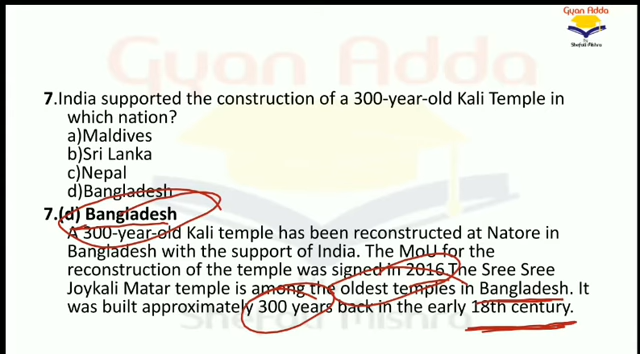 Gyan Adda
By
Shefali Mishra
Gyan Adda
7.India supported the construction of a 300-year-old Kali Temple in
which nation?
a)Maldives
b)Sri Lanka
c)Nepal
d)Bangladesh
7.(d) Bangladesh
A 300-year-old Kali temple has been reconstructed at Natore in
Bangladesh with the support of India. The MoU for the
reconstruction of the temple was signed in 2016.The Sree Sree
Joykali Matar temple is among the oldest temples in Bangladesh. It
was built approximately 300 years back in the early 18th century.
Shefali Mishra